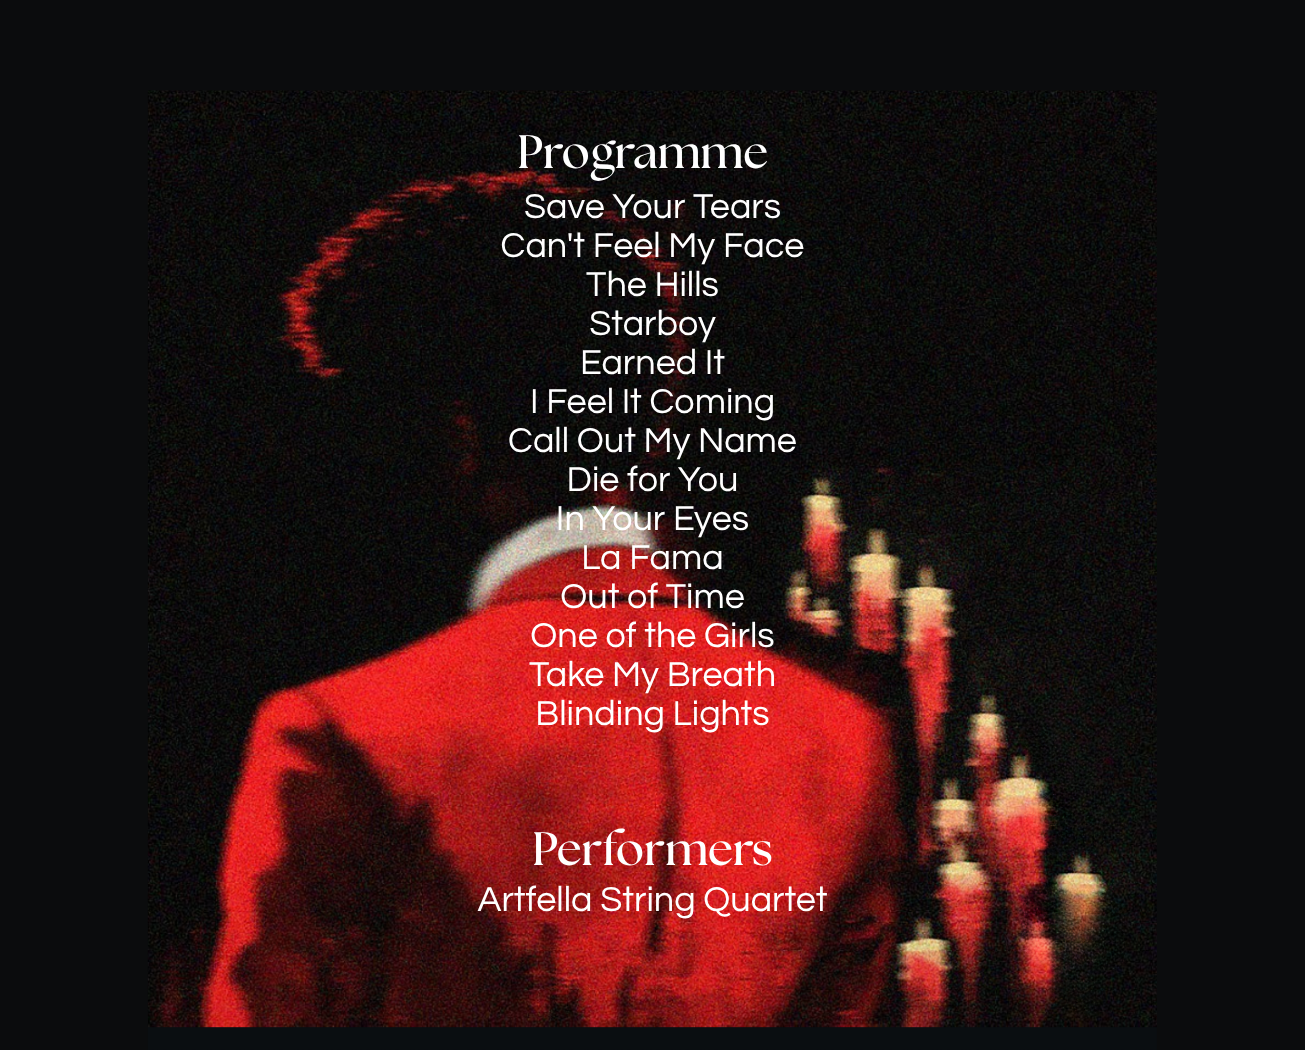 Programme
Save Your Tears
Can't Feel My Face
The Hills
Starboy
Earned It
I Feel It Coming
Call Out My Name
Die for You
In Your Eyes
La Fama
Out of Time
One of the Girls
Take My Breath
Blinding Lights
Performers
Artfella String Quartet